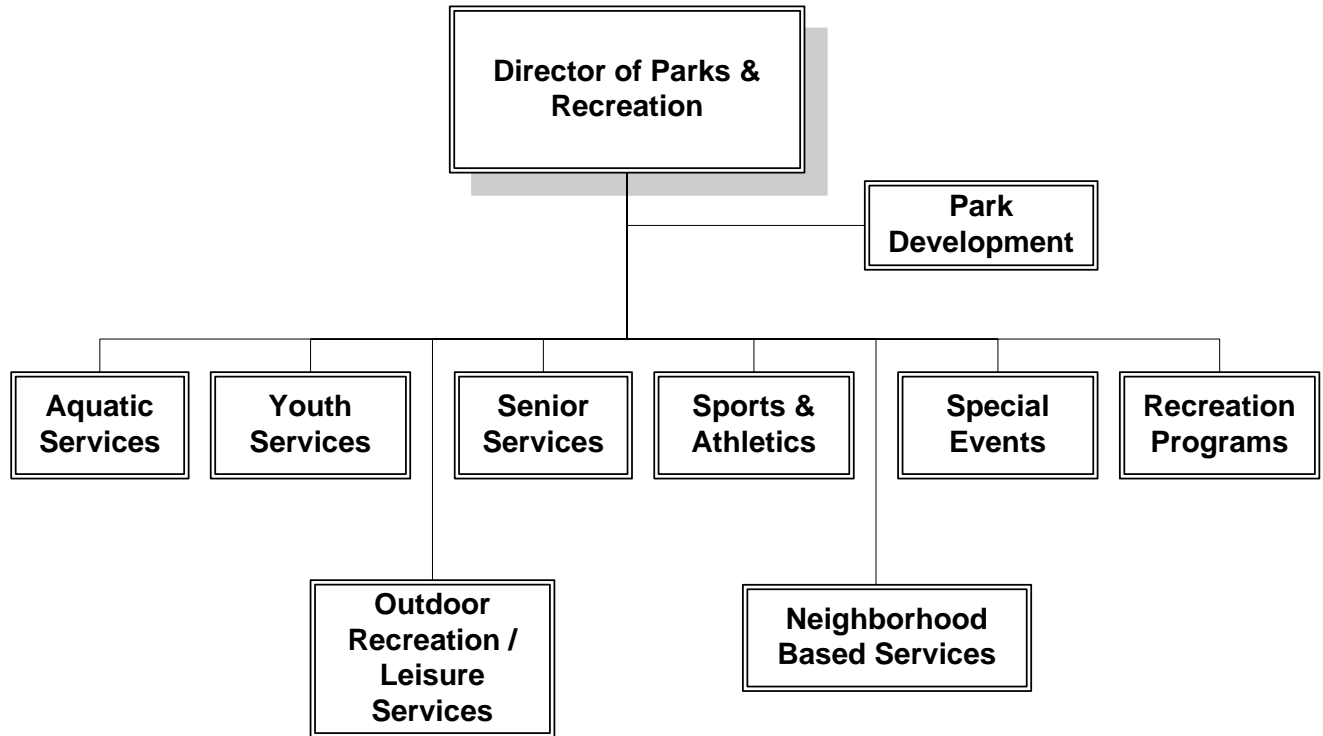 Director of Parks &
Recreation
Park
Development
Aquatic
Services
Youth
Services
Senior
Services
Sports &
Athletics
Special
Events
Recreation
Programs
Outdoor
Recreation /
Leisure
Services
Neighborhood
Based Services